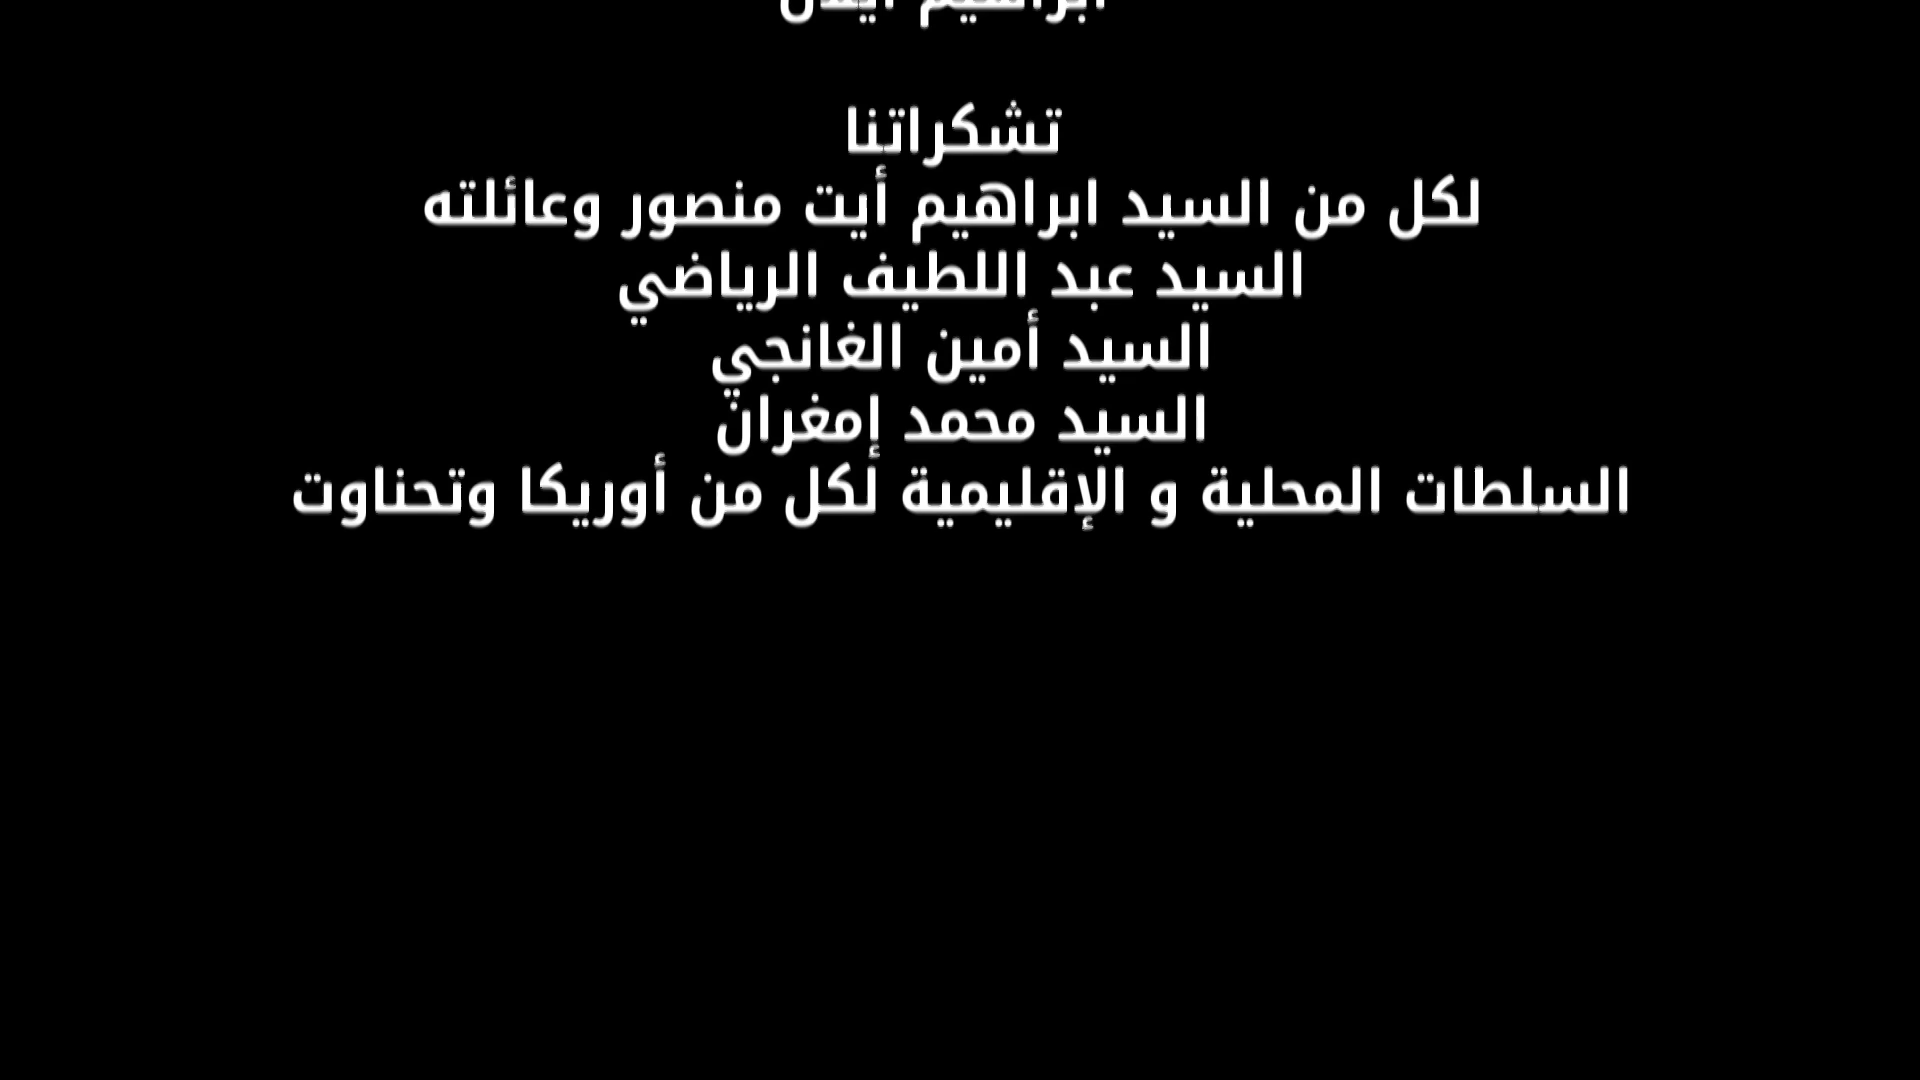 ابراهيم
تشكراتنا
لكل من السيد ابراهيم أيت منصور وعائلته
السيد عبد اللطيف الرياضي
السيد أمين الغانجي
السيد محمد إمغران
السلطات المحلية و الإقليمية لكل من أوريكا وتحناوت